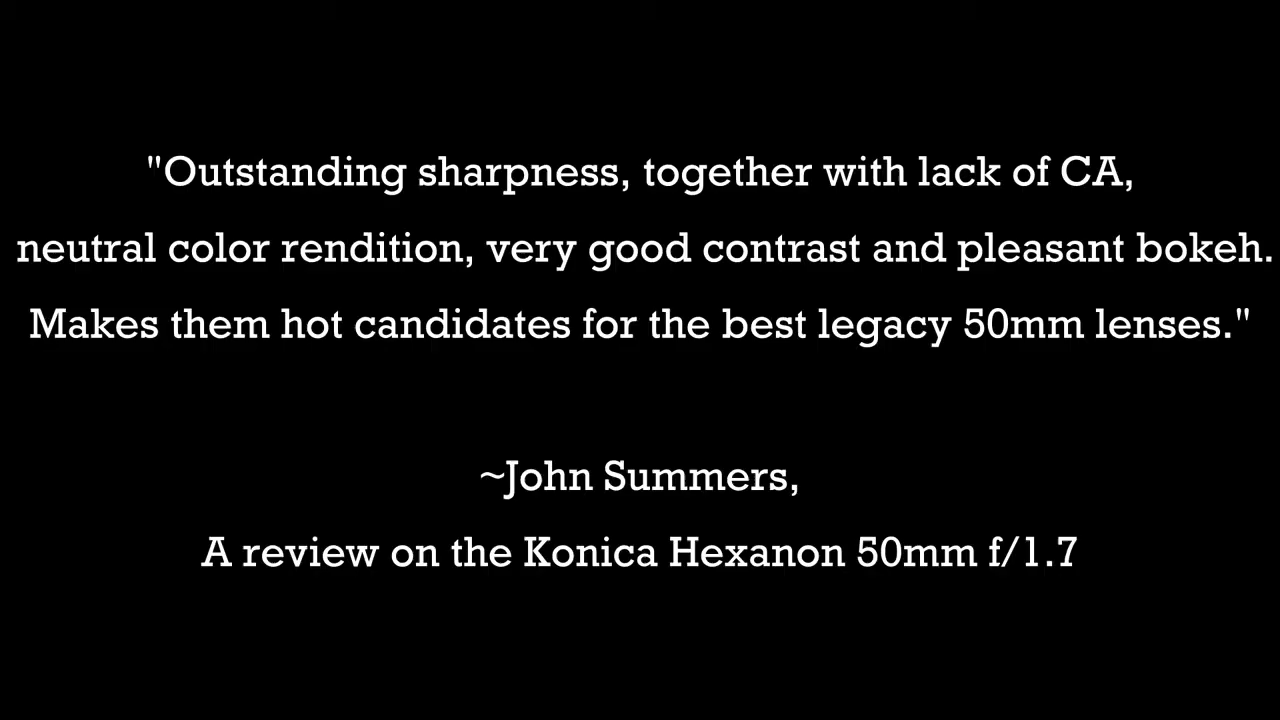 "Outstanding sharpness, together with lack of CA,
neutral color rendition, very good contrast and pleasant bokeh.
Makes them hot candidates for the best legacy 50mm lenses."
~John Summers,
A review on the Konica Hexanon 50mm f/1.7